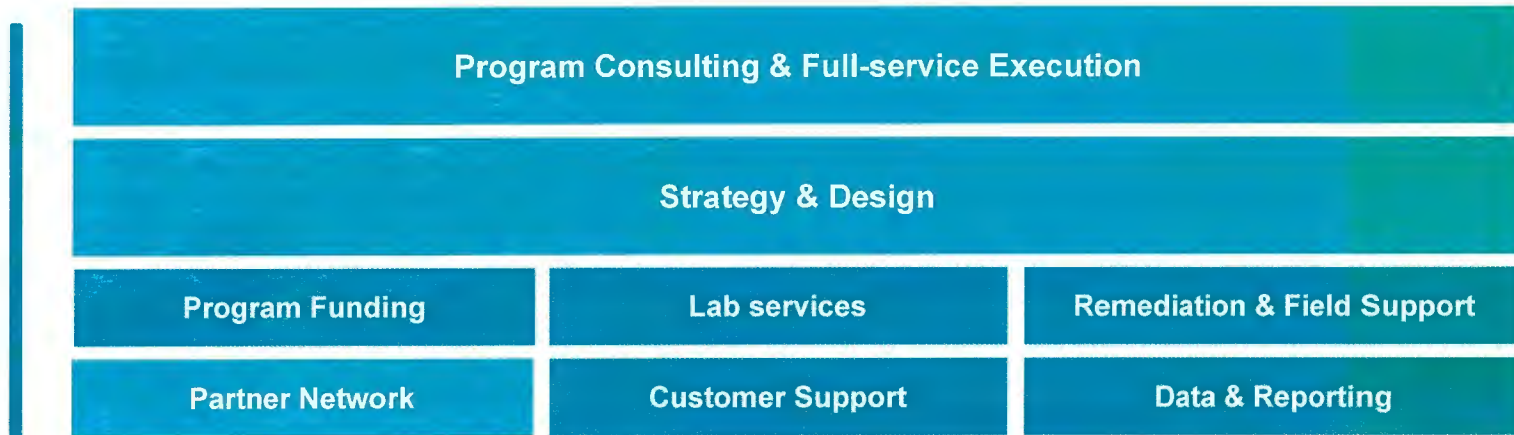 Program Consulting & Full-service Execution
Strategy & Design
Program Funding
Lab services
Remediation & Field Support
Partner Network
Customer Support
Data & Reporting